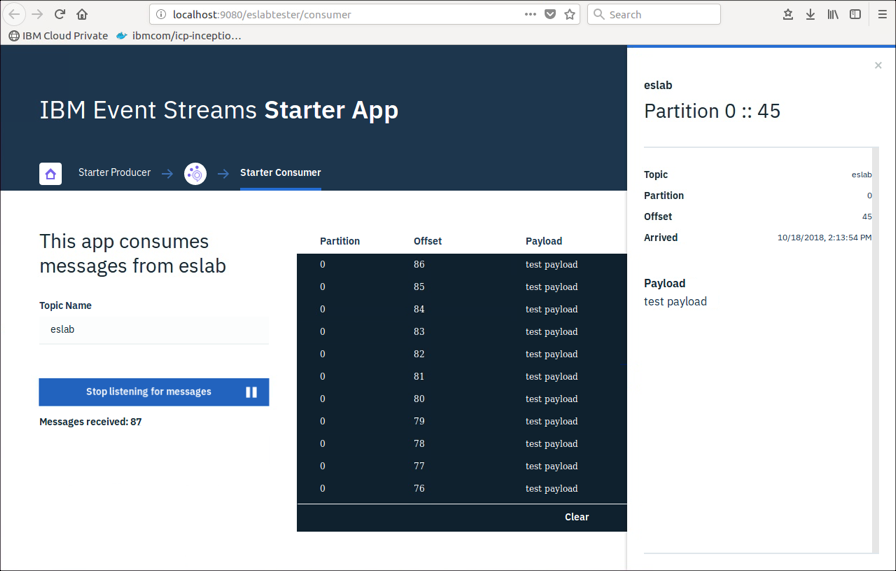 localhost:9080/eslabtester/consumer
Search
IBM Cloud Private
ibmcom/icp-inceptio...
IBM Event Streams Starter App
Starter Producer
Starter Consumer
This app consumes
messages from eslab
Topic Name
eslab
Stop listening for messages
Messages received: 87
Partition Offset Payload
0 86 test payload
0 85 test payload
0 84 test payload
0 83 test payload
0 82 test payload
0 81 test payload
0 80 test payload
0 79 test payload
0 78 test payload
0 77 test payload
0 76 test payload
Clear
eslab
Partition 0 :: 45
Topic eslab
Partition 0
Offset 45
Arrived 10/18/2018, 2:13:54 PM
Payload
test payload